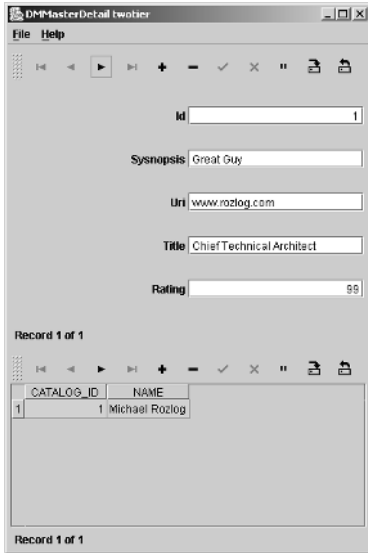 DMMasterDetail twotier
File Help
Id 1
Sysnopsis Great Guy
Uri www.rozlog.com
Title Chief Technical Architect
Rating 99
Record 1 of 1
CATALOG_ID NAME
1 1 Michael Rozlog
Record 1 of 1